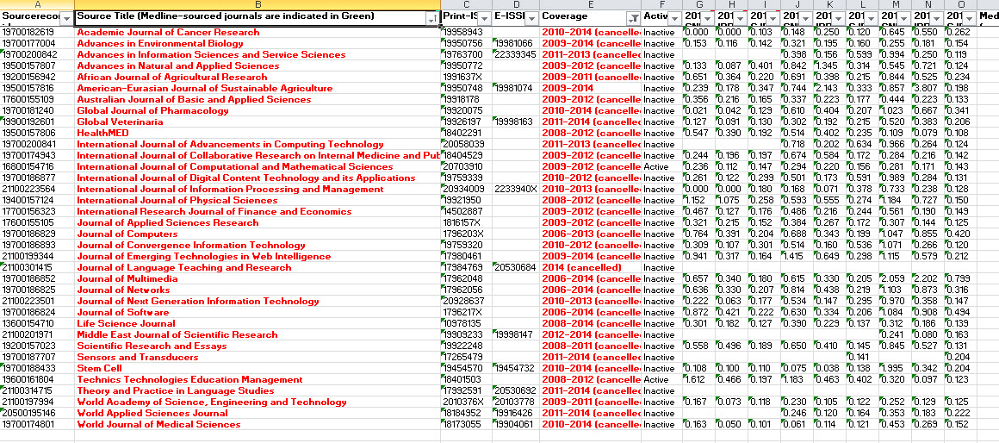 A B C D E F G H I J K L M N O
Sourcerecor Source Title (Medline-sourced journals are indicated in Green) Print-IS E-ISSI Coverage Activ 201 201 201 201 201 201 201 201 201 Med
19700182619 Academic Journal of Cancer Research 19958943 2010-2014 (cancelle Inactive 0.000 0.000 0.103 0.148 0.250 0.120 0.645 0.550 0.262
19700177004 Advances in Environmental Biology 19950756 19981066 2009-2014 (cancelle Inactive 0.153 0.116 0.142 0.321 0.195 0.160 0.255 0.181 0.154
19700200842 Advances in Information Sciences and Service Sciences 19763700 22339345 2011-2013 (cancelle Inactive 0.398 0.156 0.599 0.994 0.250 0.119
19500157807 Advances in Natural and Applied Sciences 19950772 2009-2012 (cancelle Inactive 0.133 0.087 0.401 0.842 1.345 0.314 0.545 0.721 0.124
19200156942 African Journal of Agricultural Research 1991637X 2009-2011 (cancelle Inactive 0.651 0.364 0.220 0.691 0.398 0.215 0.844 0.525 0.234
19500157816 American-Eurasian Journal of Sustainable Agriculture 19950748 19981074 2009-2014 Inactive 0.239 0.178 0.347 0.744 2.143 0.333 0.857 3.807 0.198
17600155109 Australian Journal of Basic and Applied Sciences 19918178 2009-2012 (cancelle Inactive 0.356 0.216 0.165 0.337 0.223 0.177 0.444 0.223 0.133
19700181240 Global Journal of Pharmacology 19920075 2010-2014 (cancelle Inactive 0.021 0.042 0.129 0.610 0.404 0.207 1.023 0.667 0.341
19900192601 Global Veterinaria 19926197 19998163 2011-2014 (cancelle Inactive 0.127 0.091 0.130 0.302 0.192 0.215 0.520 0.383 0.206
19500157806 HealthMED 18402291 2008-2012 (cancelle Inactive 0.547 0.390 0.192 0.514 0.402 0.235 0.109 0.079 0.108
19700200841 International Journal of Advancements in Computing Technology 20058039 2011-2013 (cancelle Inactive 0.718 0.202 0.634 0.966 0.264 0.124
19700174943 International Journal of Collaborative Research on Internal Medicine and Pub 18404529 2009-2012 (cancelle Inactive 0.244 0.196 0.197 0.674 0.584 0.172 0.284 0.216 0.142
16800154716 International Journal of Computational and Mathematical Sciences 20703910 2009-2012 (cancelle Active 0.236 0.112 0.147 0.294 0.220 0.156 0.281 0.171 0.143
19700186877 International Journal of Digital Content Technology and its Applications 19759339 2010-2012 (cancelle Inactive 0.261 0.122 0.299 0.501 0.173 0.591 0.989 0.284 0.131
21100223564 International Journal of Information Processing and Management 20934009 2233940X 2010-2013 (cancelle Inactive 0.000 0.000 0.180 0.168 0.071 0.378 0.733 0.238 0.128
19400157124 International Journal of Physical Sciences 19921950 2008-2012 (cancelle Inactive 1.152 1.075 0.258 0.593 0.555 0.274 1.184 0.727 0.150
17700156323 International Research Journal of Finance and Economics 14502887 2009-2012 (cancelle Inactive 0.467 0.127 0.176 0.486 0.216 0.244 0.561 0.190 0.149
17600155105 Journal of Applied Sciences Research 1816157X 2009-2012 (cancelle Inactive 0.321 0.215 0.152 0.384 0.267 0.172 0.307 0.144 0.125
19700186829 Journal of Computers 1796203X 2006-2013 (cancelle Inactive 0.764 0.391 0.204 0.688 0.343 0.199 1.047 0.855 0.420
19700186893 Journal of Convergence Information Technology 19759320 2010-2012 (cancelle Inactive 0.309 0.107 0.301 0.514 0.160 0.536 1.071 0.266 0.120
21100199344 Journal of Emerging Technologies in Web Intelligence 17980461 2009-2014 (cancelle Inactive 0.941 0.317 0.164 1.415 0.649 0.298 1.115 0.579 0.212
21100301415 Journal of Language Teaching and Research 17984769 20530684 2014 (cancelled) Inactive
19700186852 Journal of Multimedia 17962048 2006-2014 (cancelle Inactive 0.657 0.340 0.180 0.615 0.330 0.205 2.059 2.202 0.799
19700186825 Journal of Networks 17962056 2006-2014 (cancelle Inactive 0.636 0.330 0.207 0.814 0.438 0.219 1.103 0.873 0.316
21100223501 Journal of Next Generation Information Technology 20928637 2010-2013 (cancelle Inactive 0.222 0.063 0.177 0.534 0.147 0.295 0.970 0.358 0.147
19700186824 Journal of Software 1796217X 2006-2014 (cancelle Inactive 0.872 0.421 0.222 0.630 0.334 0.206 1.084 0.908 0.494
13600154710 Life Science Journal 10978135 2008-2014 (cancelle Inactive 0.301 0.182 0.127 0.390 0.229 0.137 0.312 0.186 0.139
21100201971 Middle East Journal of Scientific Research 19909233 19998147 2012-2014 (cancelle Inactive 0.241 0.080 0.163
19200157023 Scientific Research and Essays 19922248 2008-2011 (cancelle Inactive 0.558 0.496 0.189 0.650 0.410 0.145 0.845 0.527 0.131
19700187707 Sensors and Transducers 17265479 2011-2014 (cancelle Inactive 0.141 0.204
19700188433 Stem Cell 19454570 19454732 2010-2014 (cancelle Inactive 0.108 0.100 0.110 0.075 0.038 0.138 1.995 0.342 0.204
19600161804 Technics Technologies Education Management 18401503 2008-2012 (cancelle Active 1.612 0.466 0.197 1.183 0.463 0.402 0.320 0.097 0.123
21100314715 Theory and Practice in Language Studies 17992591 20530692 2011-2014 (cancelle Inactive
21100197994 World Academy of Science, Engineering and Technology 2010376X 20103778 2009-2011 (cancelle Inactive 0.167 0.073 0.118 0.230 0.105 0.122 0.252 0.129 0.125
20500195146 World Applied Sciences Journal 18184952 19916426 2011-2014 (cancelle Inactive 0.246 0.120 0.164 0.353 0.183 0.222
19700174801 World Journal of Medical Sciences 18173055 19904061 2010-2014 (cancelle Inactive 0.163 0.050 0.101 0.061 0.114 0.121 0.453 0.269 0.152